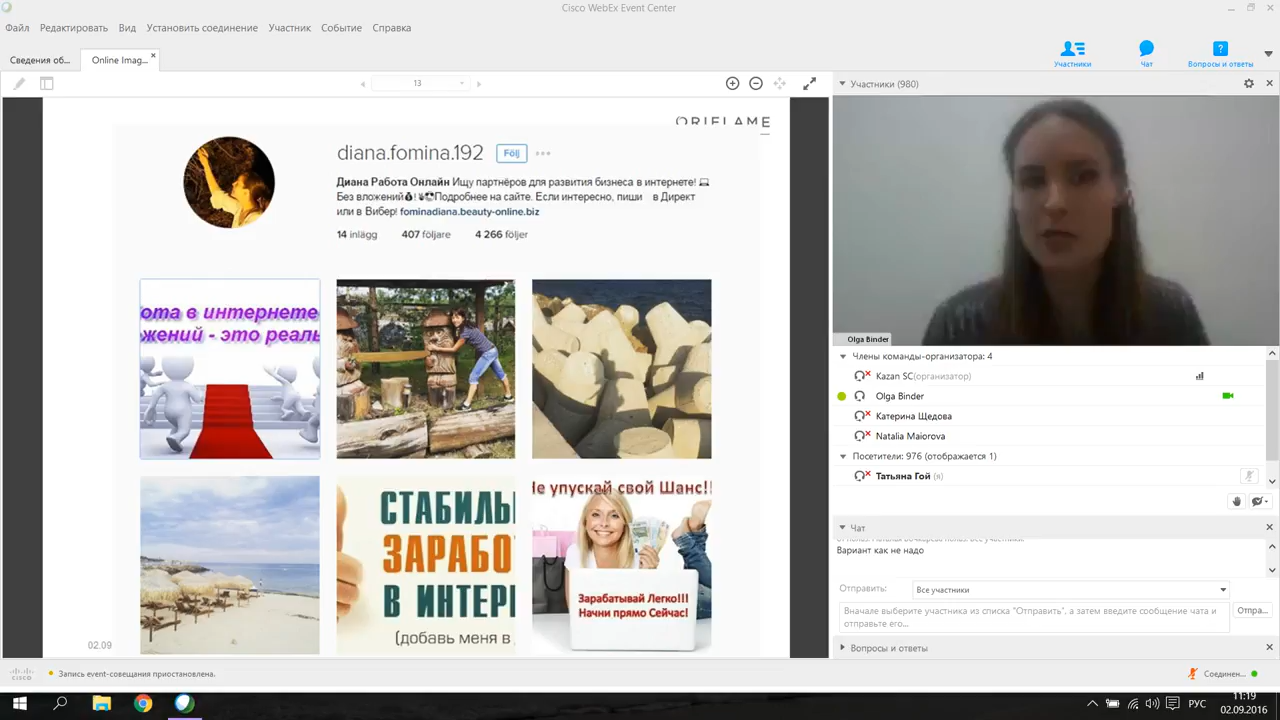 Cisco WebEx Event Center
Файл Редактировать Вид Установить соединение Участник Событие Справка
Сведения об... Online Imag...
Участники Чат Вопросы и ответы
13
ORIFLAME
diana.fomina.192 Följ
Диана Работа Онлайн Ищу партнёров для развития бизнеса в интернете!
Без вложений! Подробнее на сайте. Если интересно, пиши в Директ
или в Вибер! fominadiana.beauty-online.biz
14 inlägg 407 följare 4 266 följer
ота в интернете
жений - это реаль
СТАБИЛЬ
ЗАРАБО
В ИНТЕР
(добавь меня в
Не упускай свой Шанс!!
Зарабатывай Легко!!!
Начни прямо Сейчас!
02.09
Участники (980)
Olga Binder
Члены команды-организатора: 4
Kazan SC(организатор)
Olga Binder
Катерина Щедова
Natalia Maiorova
Посетители: 976 (отображается 1)
Татьяна Гой (я)
Чат
Вариант как не надо
Отправить: Все участники
Вначале выберите участника из списка "Отправить", а затем введите сообщение чата и
отправьте его...
Отпра...
Вопросы и ответы
cisco
Запись event-совещания приостановлена.
Соединен...
РУС
11:19
02.09.2016